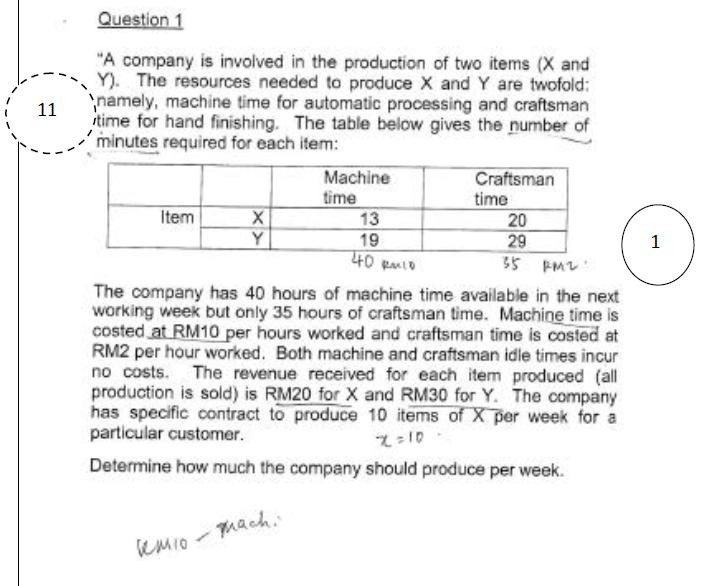 Question 1
"A company is involved in the production of two items (X and
Y). The resources needed to produce X and Y are twofold:
namely, machine time for automatic processing and craftsman
time for hand finishing. The table below gives the number of
minutes required for each item:
11
Machine time Craftsman time
Item X 13 20
Y 19 29
40 RM10 35 RM2
1
The company has 40 hours of machine time available in the next
working week but only 35 hours of craftsman time. Machine time is
costed at RM10 per hours worked and craftsman time is costed at
RM2 per hour worked. Both machine and craftsman idle times incur
no costs. The revenue received for each item produced (all
production is sold) is RM20 for X and RM30 for Y. The company
has specific contract to produce 10 items of X per week for a
particular customer.
x = 10
Determine how much the company should produce per week.
RM10 - mach.